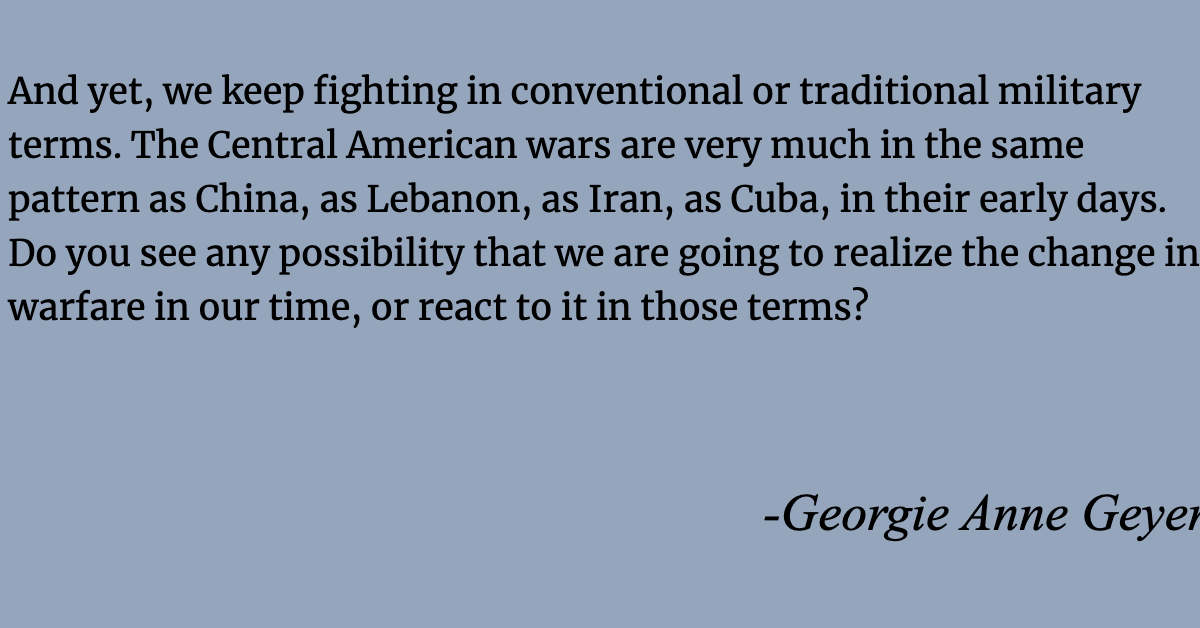 And yet, we keep fighting in conventional or traditional military
terms. The Central American wars are very much in the same
pattern as China, as Lebanon, as Iran, as Cuba, in their early days.
Do you see any possibility that we are going to realize the change in
warfare in our time, or react to it in those terms?
-Georgie Anne Geyer